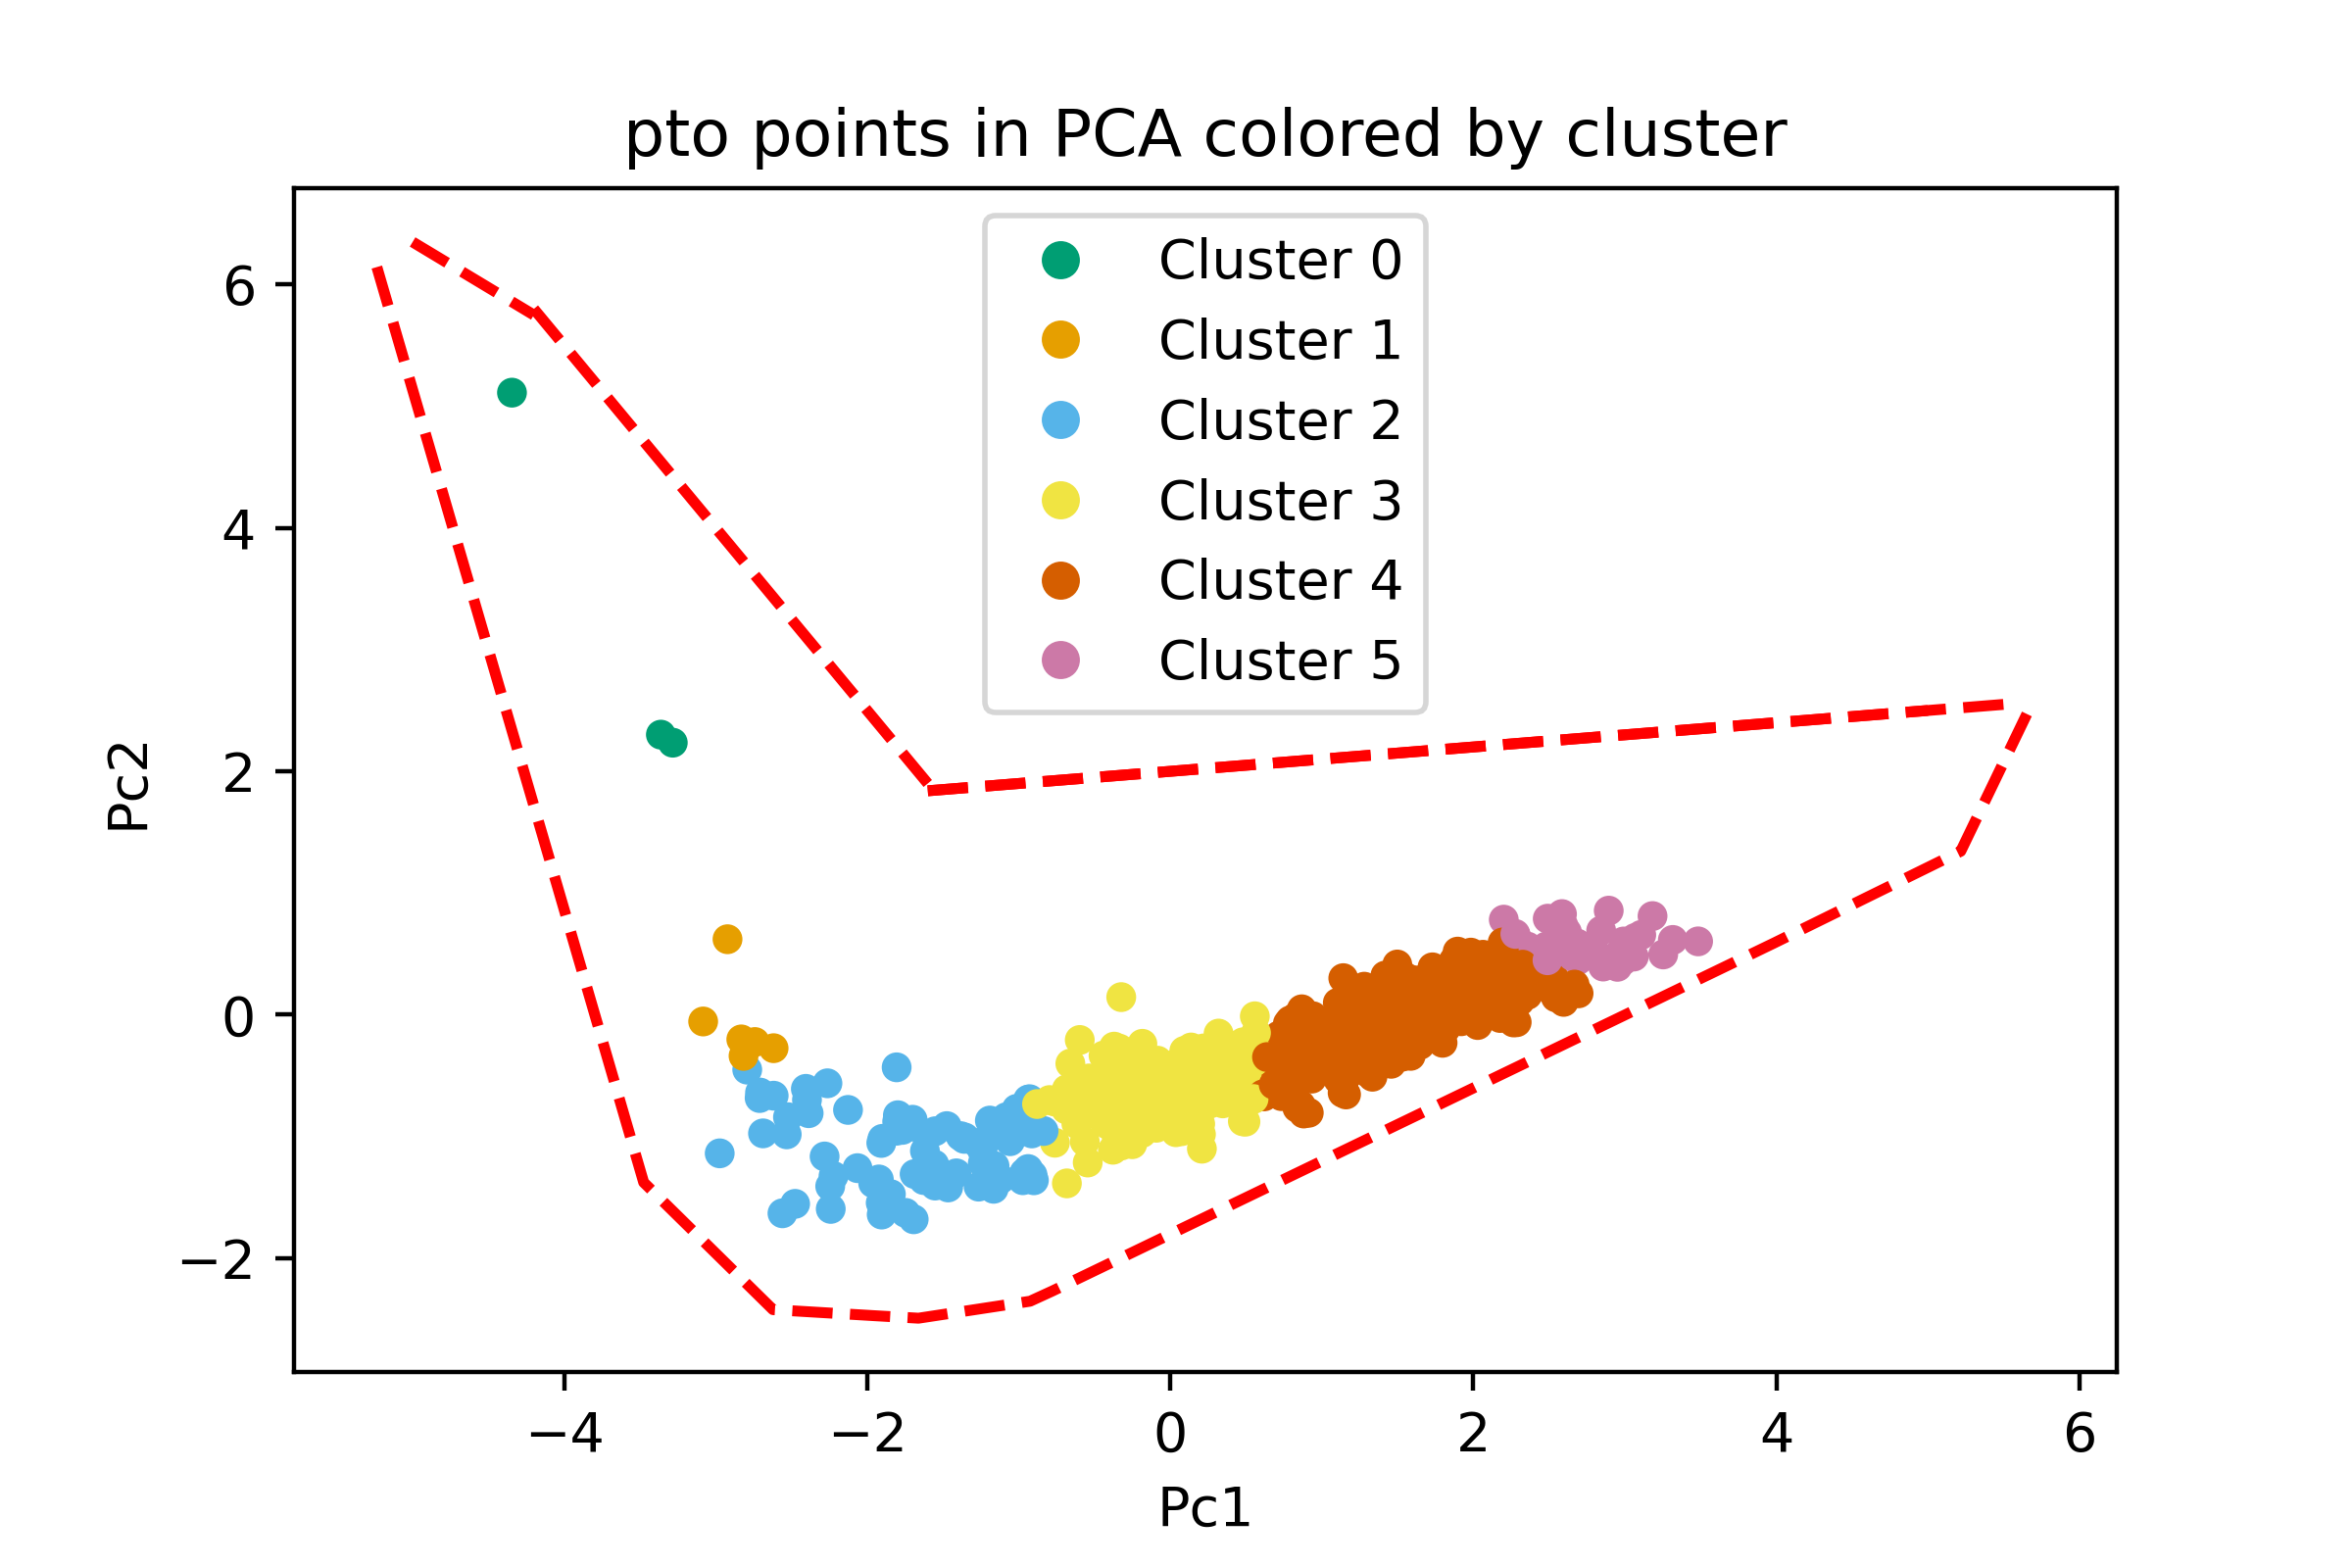 pto points in PCA colored by cluster
Cluster 0
Cluster 1
Cluster 2
Cluster 3
Cluster 4
Cluster 5
Pc2
6
4
2
0
−2
−4
−2
0
2
4
6
Pc1